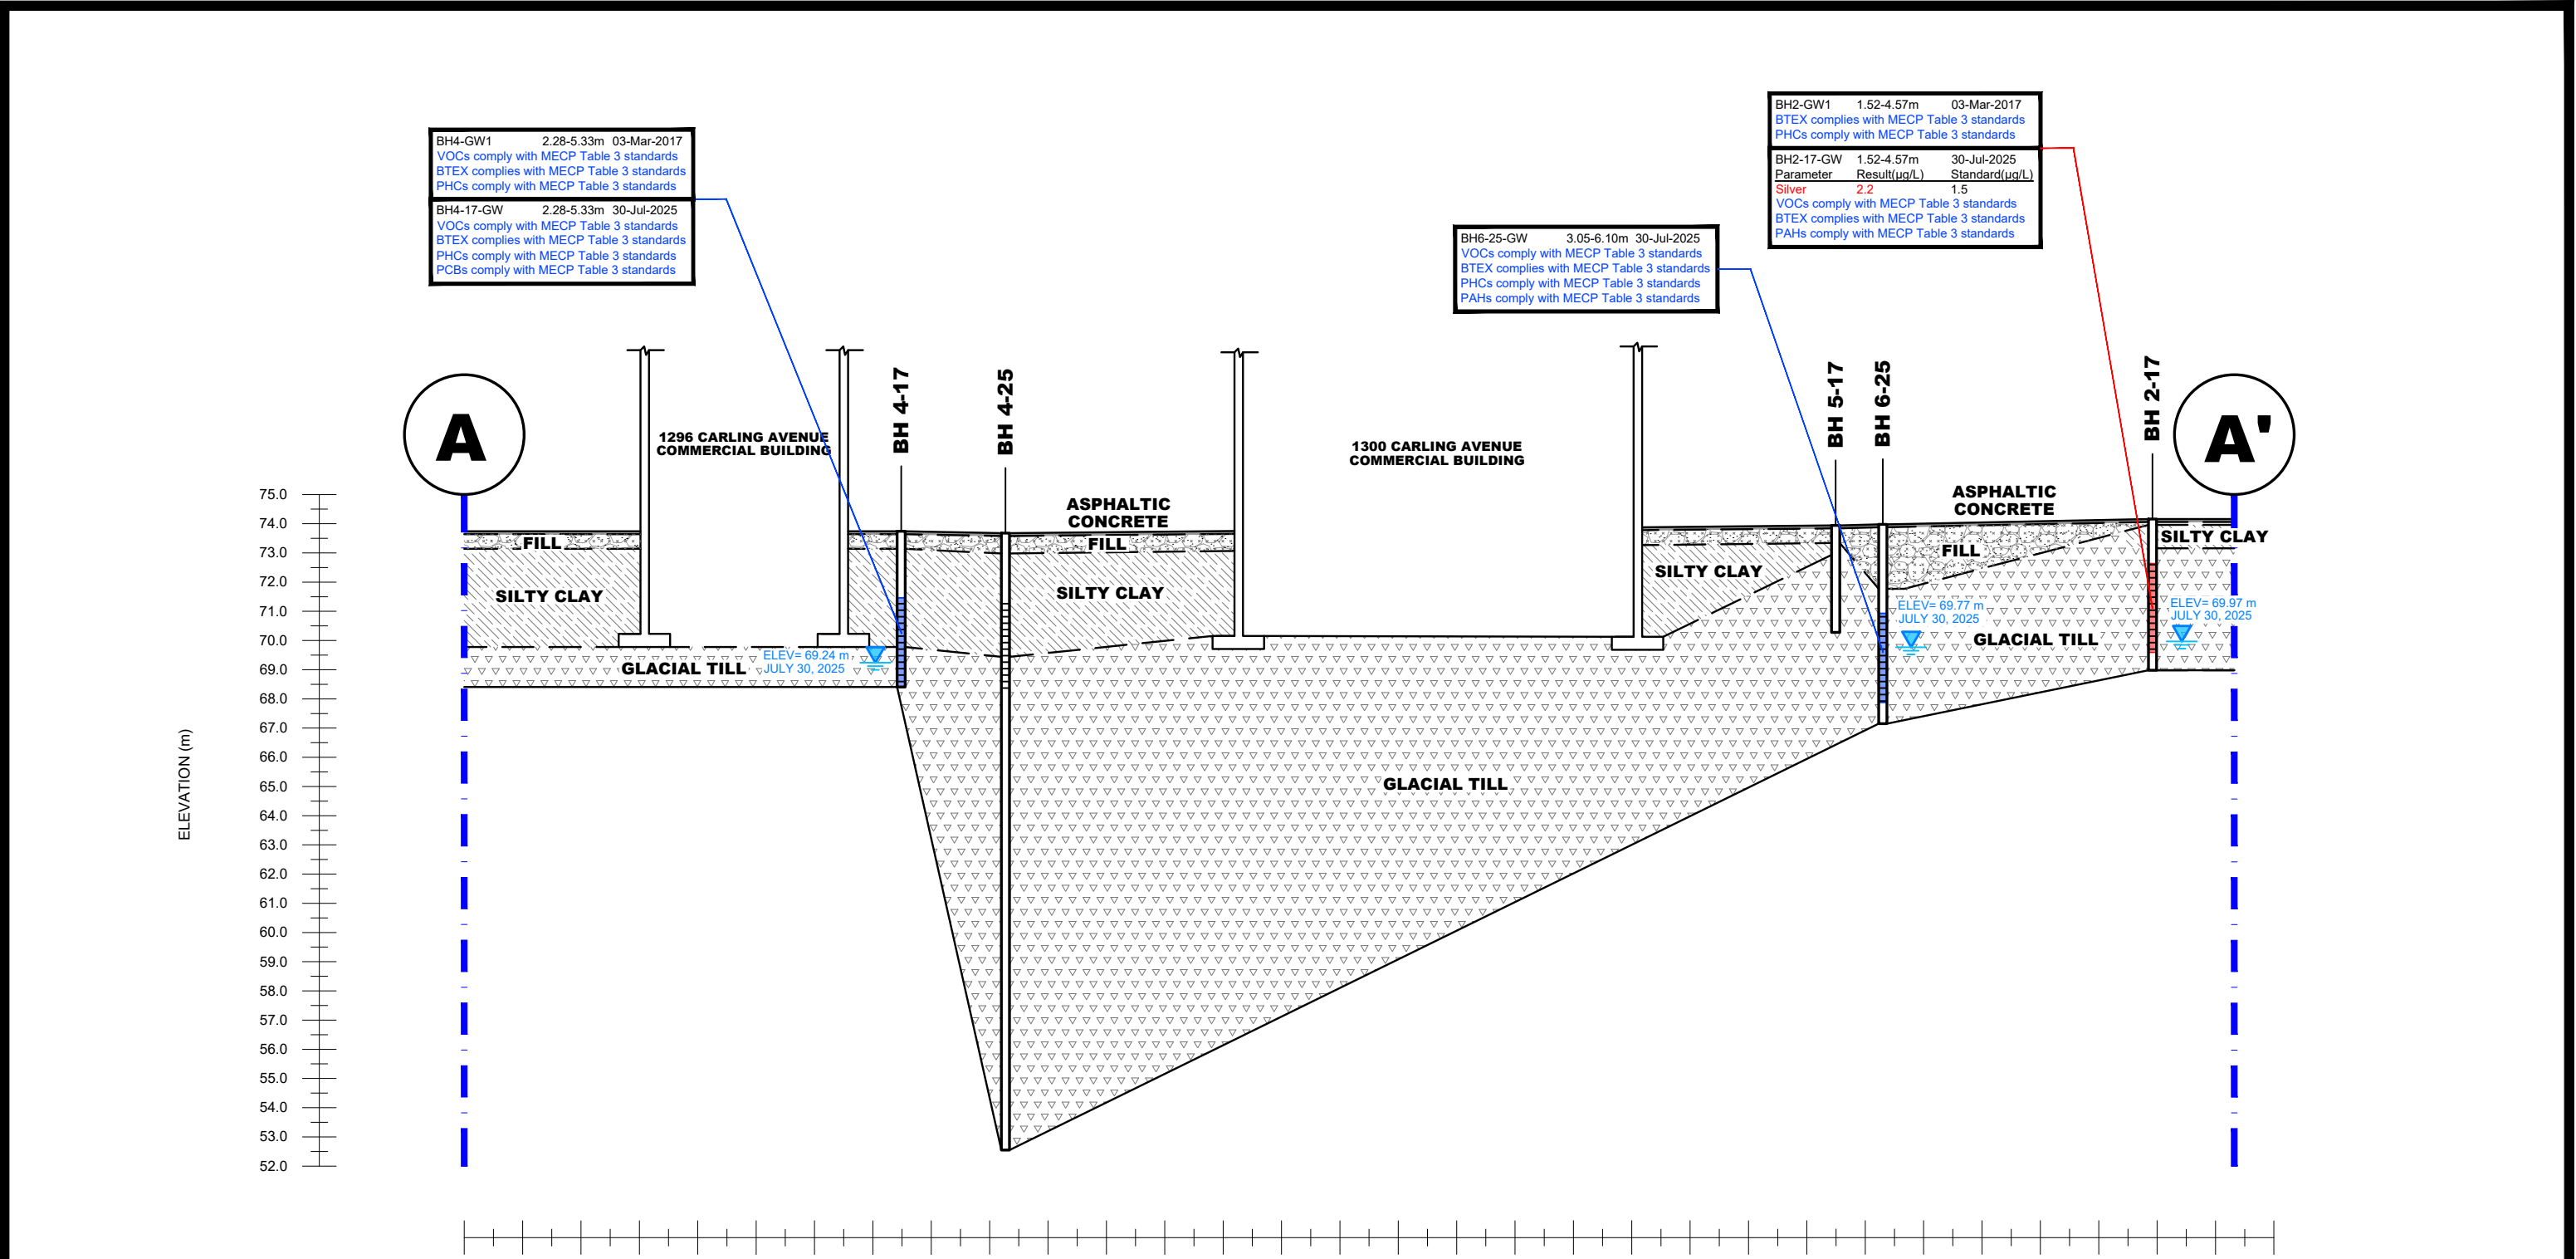 BH2-GW1 1.52-4.57m 03-Mar-2017
BTEX complies with MECP Table 3 standards
PHCs comply with MECP Table 3 standards
BH2-17-GW 1.52-4.57m 30-Jul-2025
Parameter Result(µg/L) Standard(µg/L)
Silver 2.2 1.5
VOCs comply with MECP Table 3 standards
BTEX complies with MECP Table 3 standards
PAHs comply with MECP Table 3 standards
BH4-GW1 2.28-5.33m 03-Mar-2017
VOCs comply with MECP Table 3 standards
BTEX complies with MECP Table 3 standards
PHCs comply with MECP Table 3 standards
BH4-17-GW 2.28-5.33m 30-Jul-2025
VOCs comply with MECP Table 3 standards
BTEX complies with MECP Table 3 standards
PHCs comply with MECP Table 3 standards
PCBs comply with MECP Table 3 standards
BH6-25-GW 3.05-6.10m 30-Jul-2025
VOCs comply with MECP Table 3 standards
BTEX complies with MECP Table 3 standards
PHCs comply with MECP Table 3 standards
PAHs comply with MECP Table 3 standards
A
1296 CARLING AVENUE
COMMERCIAL BUILDING
BH 4-17
BH 4-25
1300 CARLING AVENUE
COMMERCIAL BUILDING
BH 5-17
BH 6-25
BH 2-17
A'
ASPHALTIC
CONCRETE
ASPHALTIC
CONCRETE
FILL
FILL
FILL
SILTY CLAY
SILTY CLAY
SILTY CLAY
SILTY CLAY
ELEV= 69.77 m
JULY 30, 2025
ELEV= 69.97 m
JULY 30, 2025
GLACIAL TILL
GLACIAL TILL
ELEV= 69.24 m
JULY 30, 2025
GLACIAL TILL
ELEVATION (m)
75.0
74.0
73.0
72.0
71.0
70.0
69.0
68.0
67.0
66.0
65.0
64.0
63.0
62.0
61.0
60.0
59.0
58.0
57.0
56.0
55.0
54.0
53.0
52.0